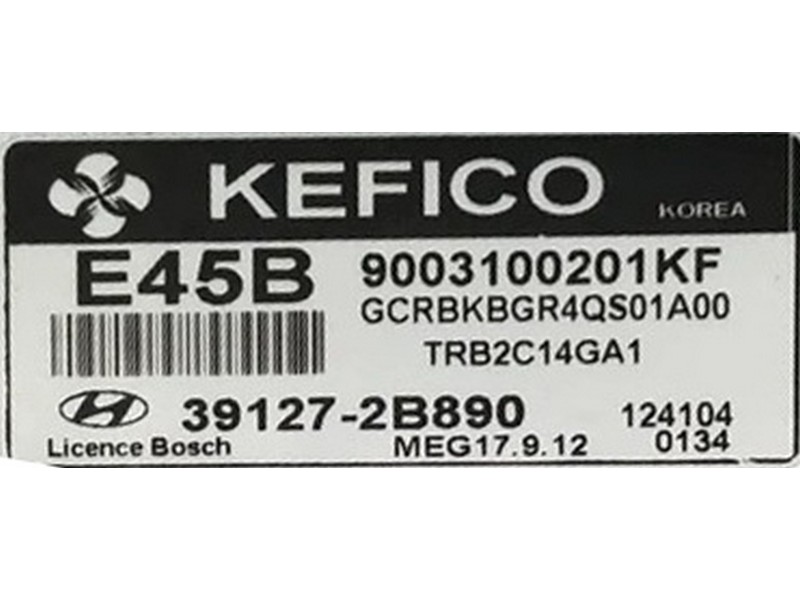 KEFICO
KOREA
E45B
9003100201KF
GCRBKBGR4QS01A00
TRB2C14GA1
39127-2B890
124104
Licence Bosch
MEG17.9.12
0134